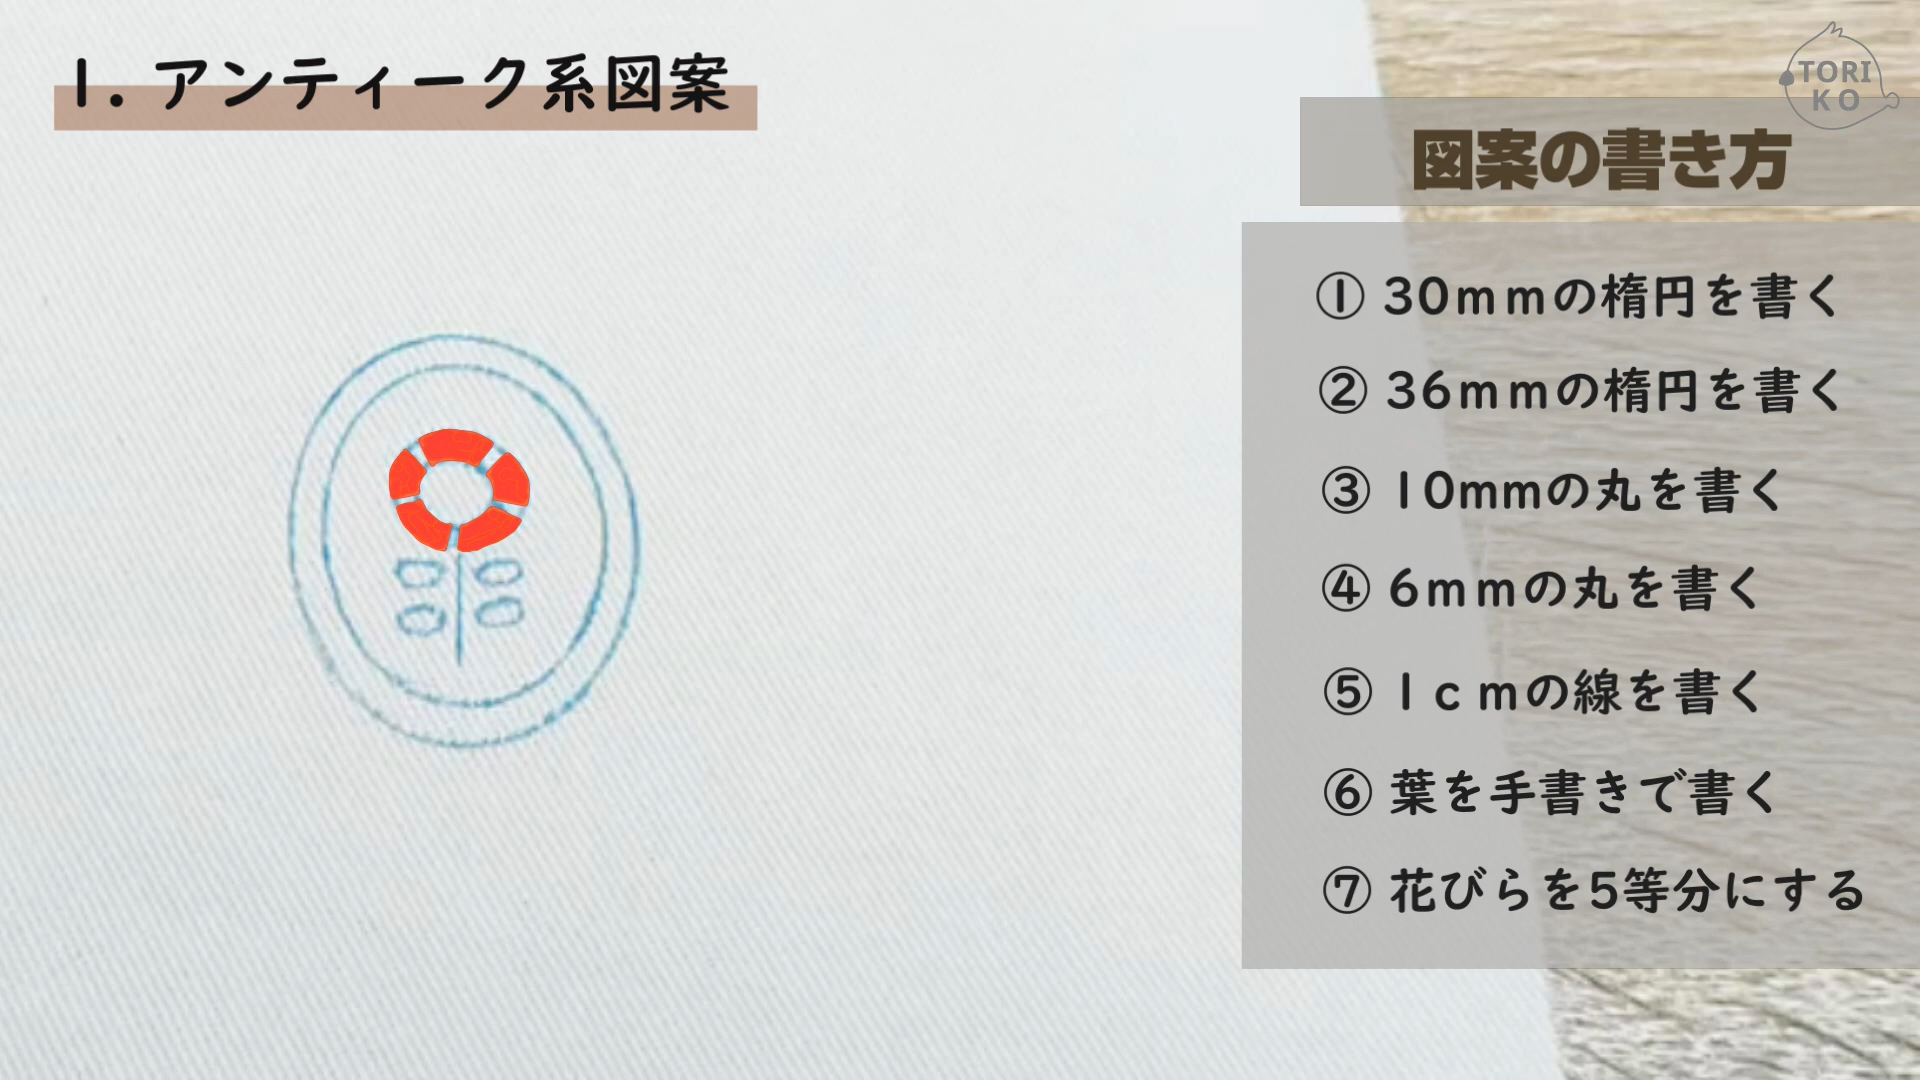 1. アンティーク系図案
TORI
KO
図案の書き方
① 30mmの楕円を書く
② 36mmの楕円を書く
③ 10mmの丸を書く
④ 6mmの丸を書く
⑤ 1cmの線を書く
⑥ 葉を手書きで書く
⑦ 花びらを5等分にする